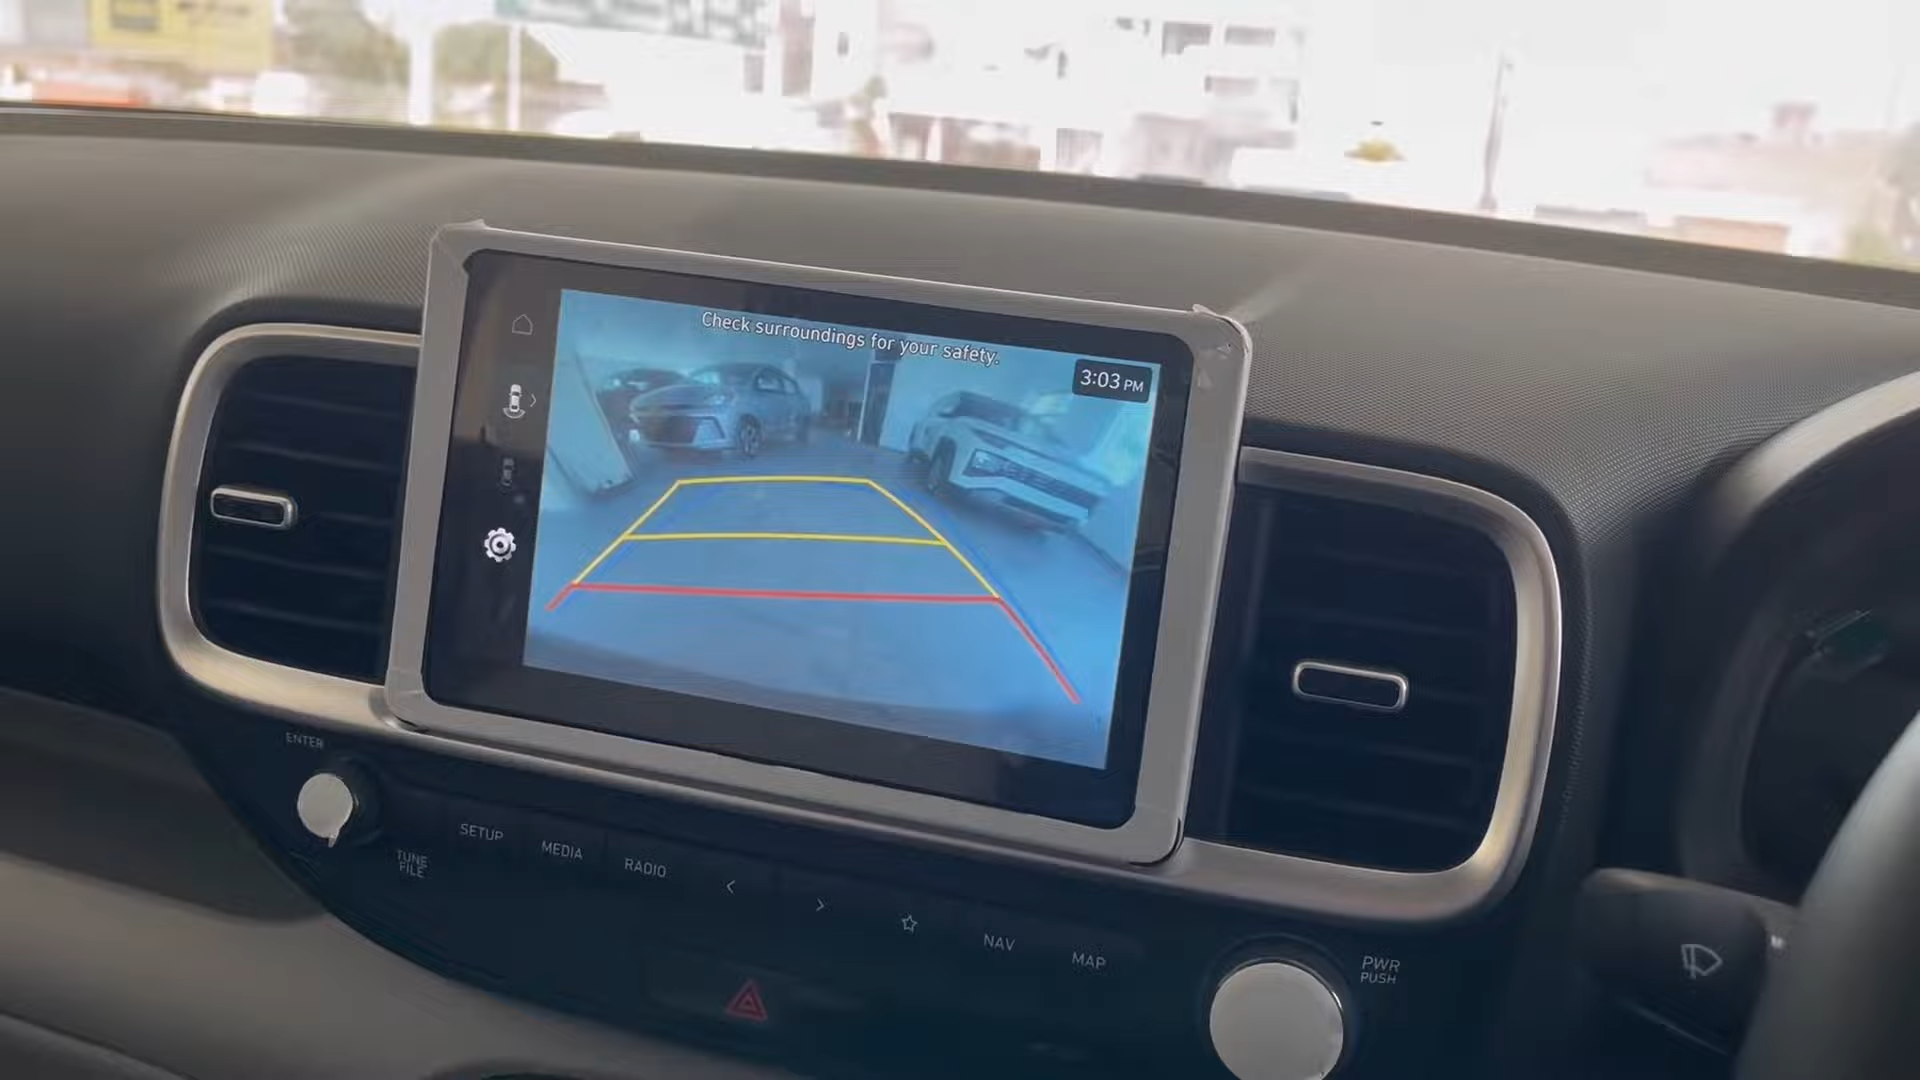 Check surroundings for your safety.
3:03 PM
ENTER
TUNE
FILE
SETUP
MEDIA
RADIO
NAV
MAP
PWR
PUSH